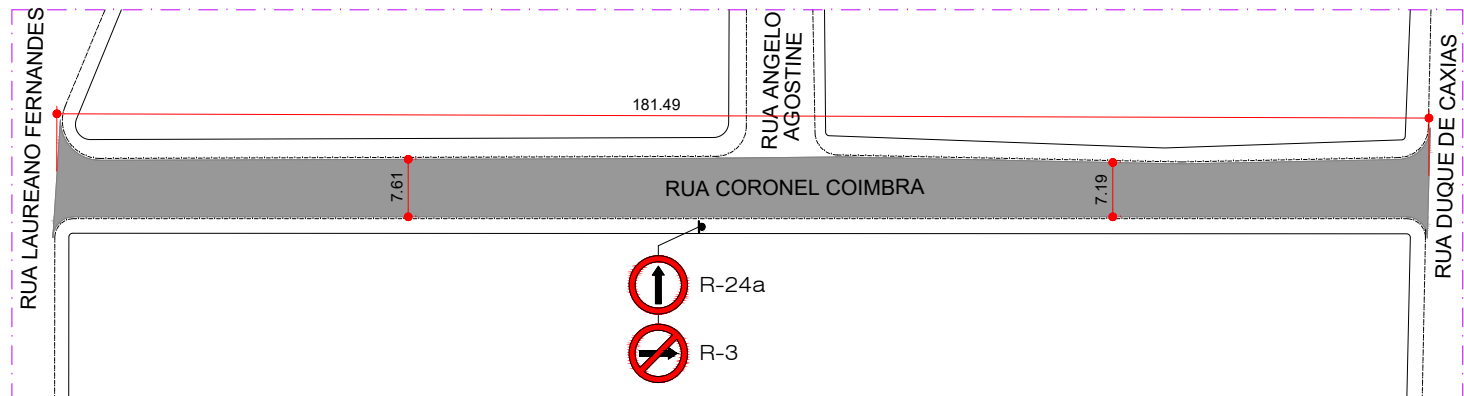 RUA LAUREANO FERNANDES
181.49
RUA ANGELO
AGOSTINE
RUA DUQUE DE CAXIAS
7.61
RUA CORONEL COIMBRA
7.19
R-24a
R-3